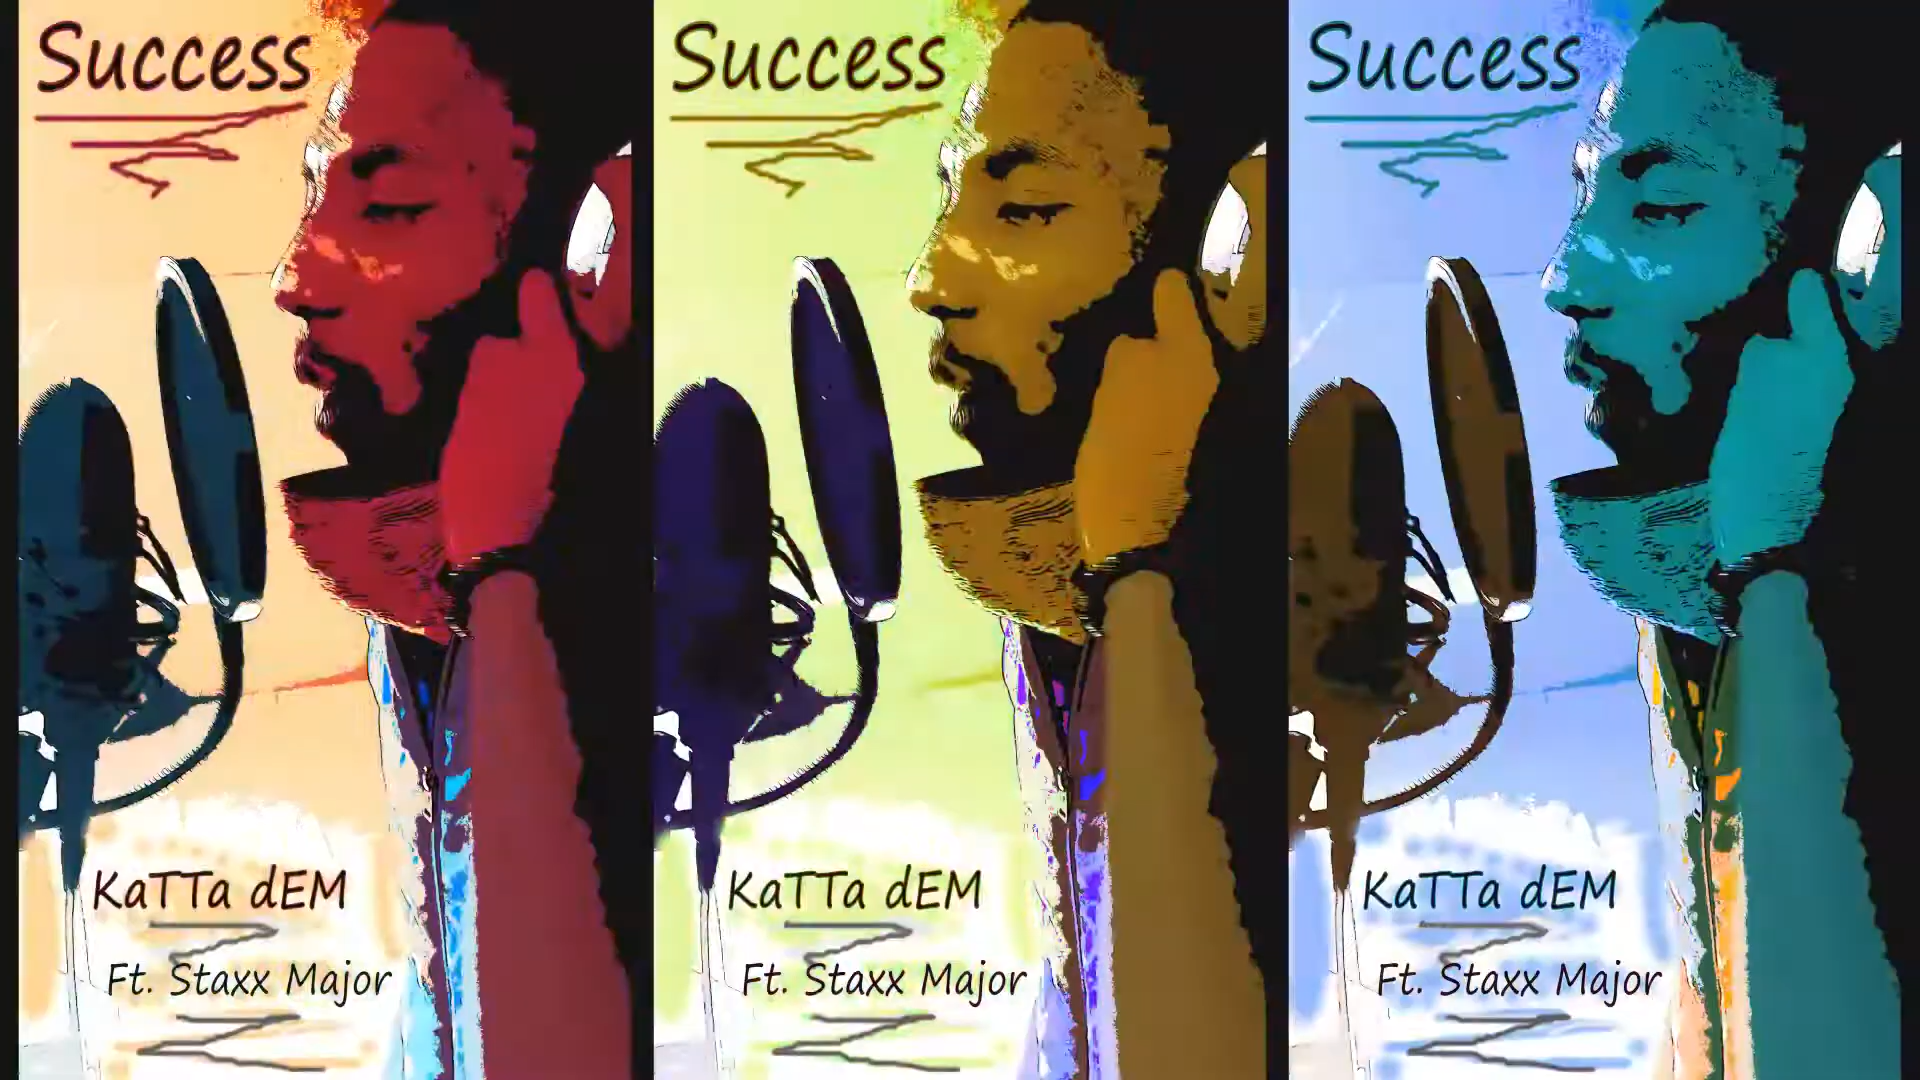 Success
KaTTa dEM
Ft. Staxx Major
Success
KaTTa dEM
Ft. Staxx Major
Success
KaTTa dEM
Ft. Staxx Major